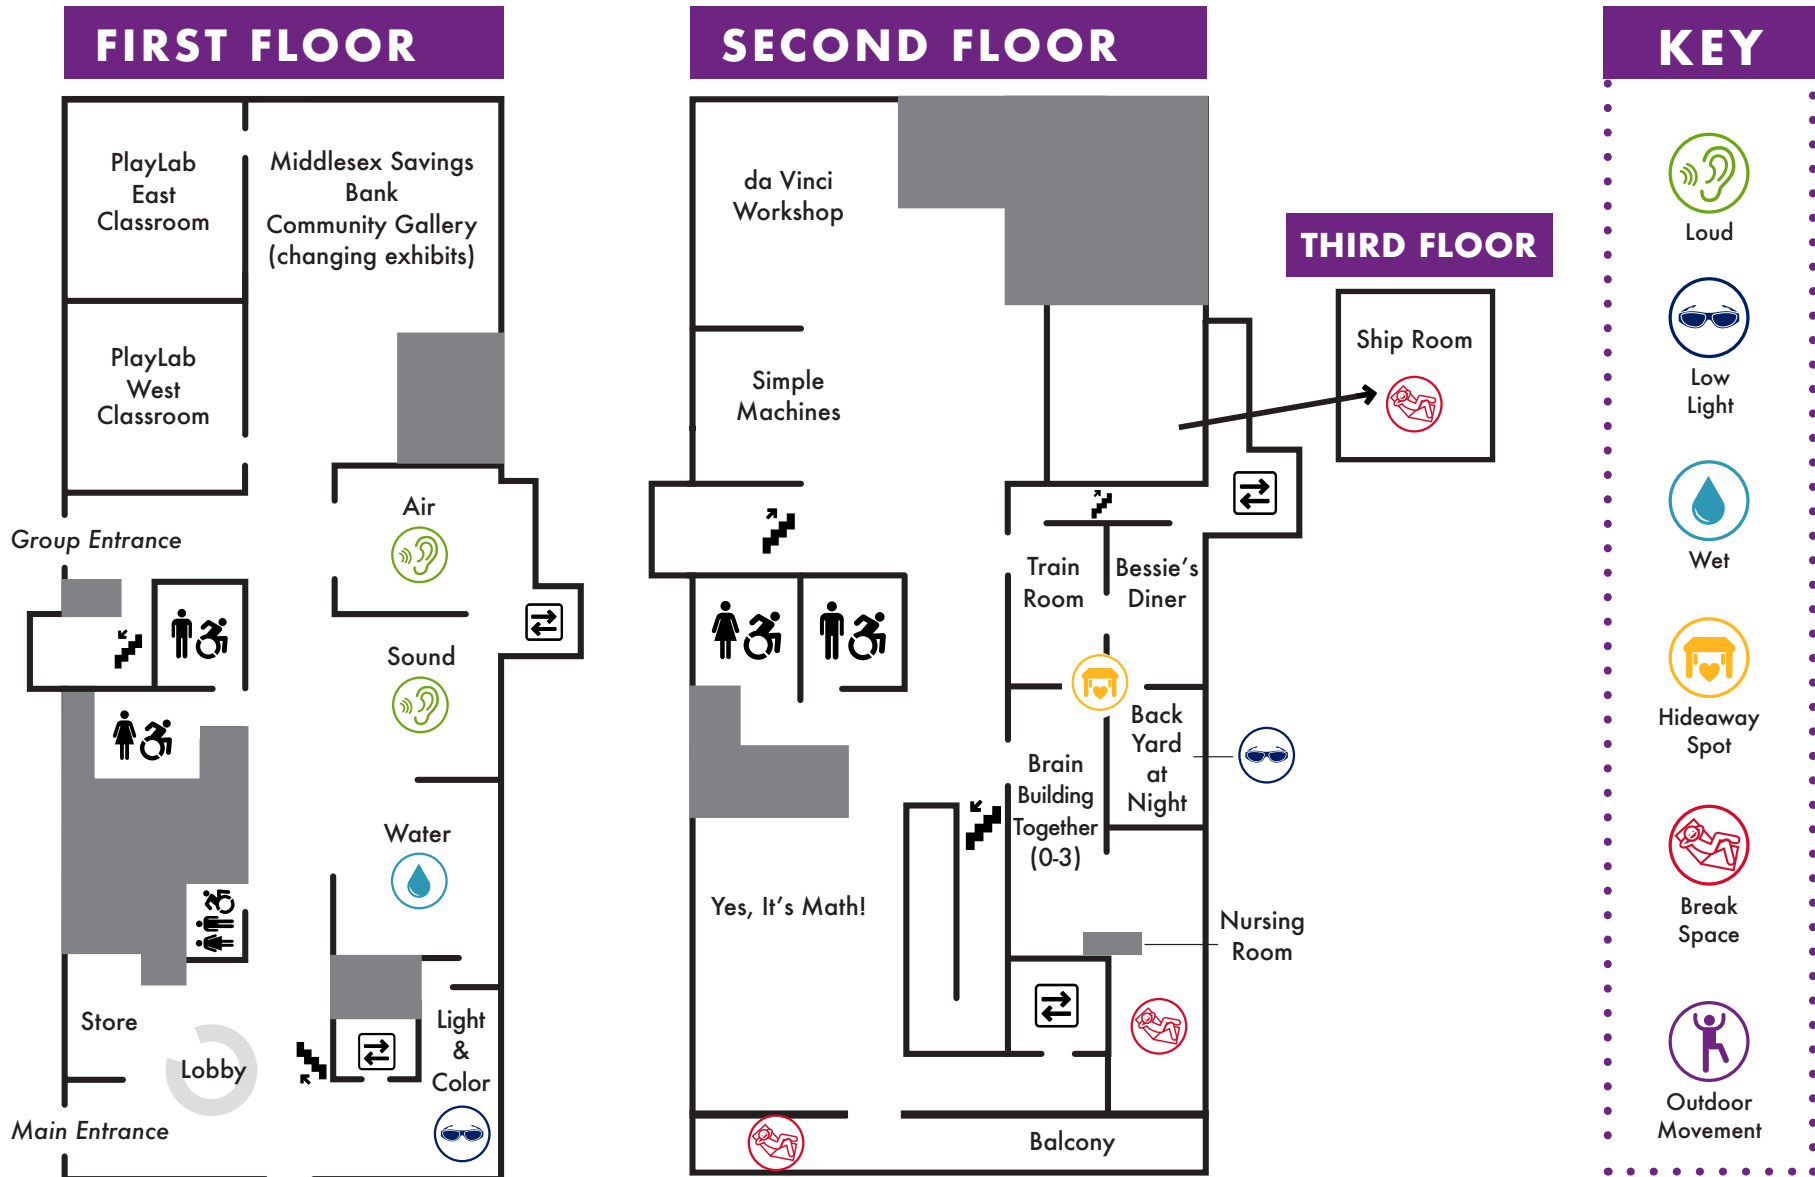 FIRST FLOOR
PlayLab
East
Classroom
Middlesex Savings
Bank
Community Gallery
(changing exhibits)
PlayLab
West
Classroom
Group Entrance
Air
Sound
Water
Store
Lobby
Light
&
Color
Main Entrance
SECOND FLOOR
da Vinci
Workshop
Simple
Machines
Train
Room
Bessie's
Diner
Back
Yard
at
Night
Brain
Building
Together
(0-3)
Yes, It's Math!
Nursing
Room
Balcony
THIRD FLOOR
Ship Room
KEY
Loud
Low
Light
Wet
Hideaway
Spot
Break
Space
Outdoor
Movement